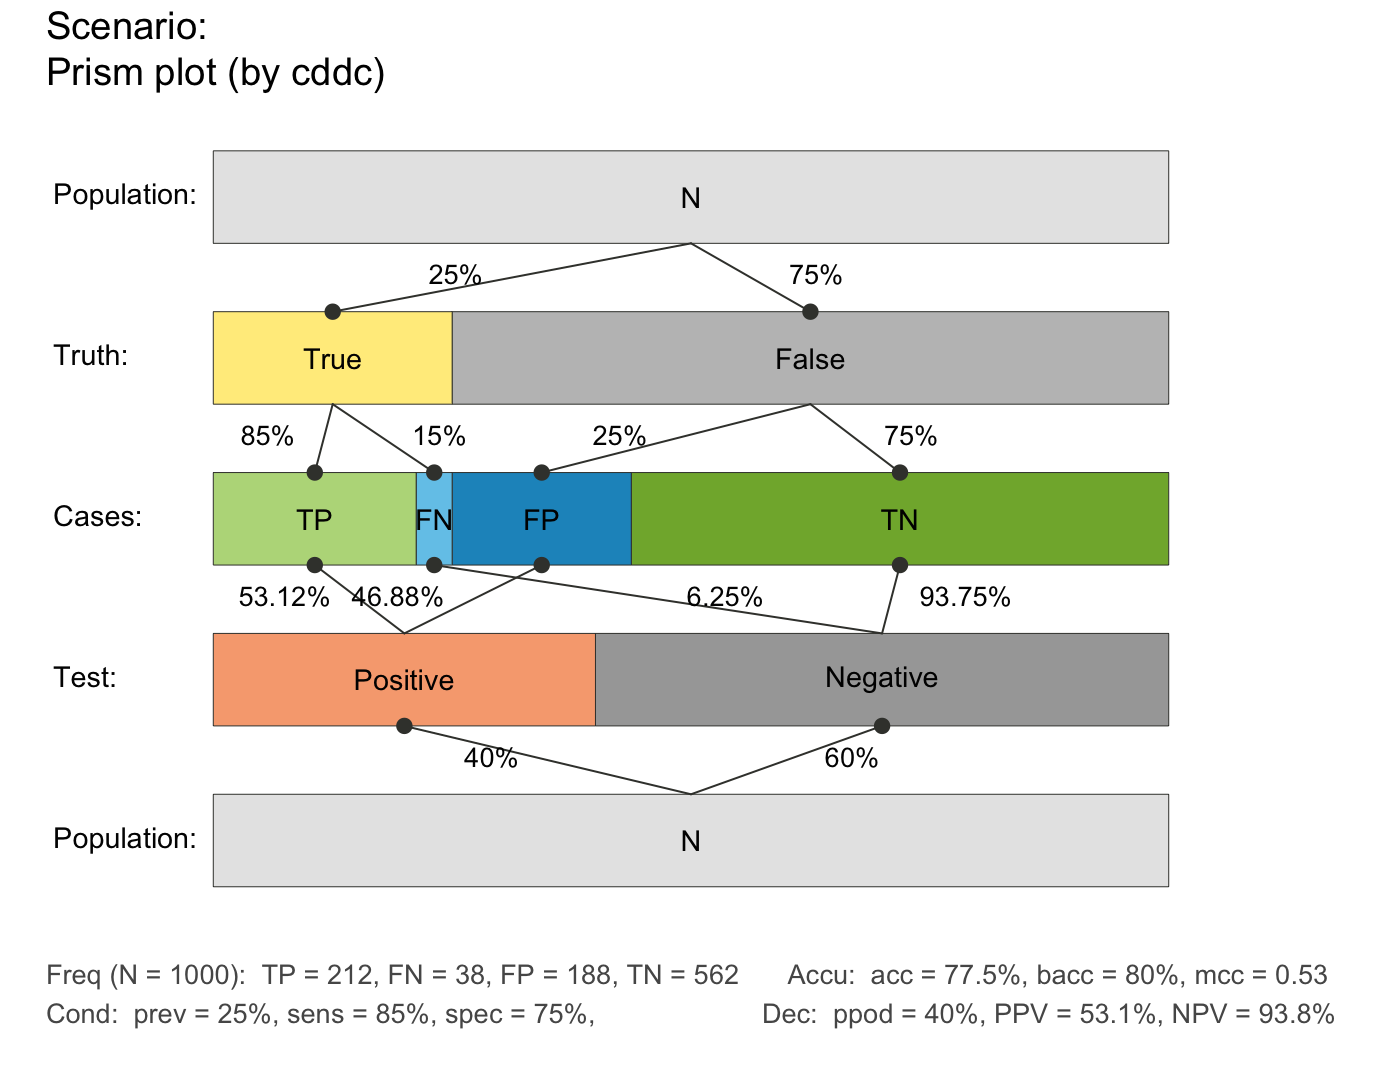 Scenario:
Prism plot (by cddc)
Population:
N
25%
75%
Truth:
True
False
85%
15%
25%
75%
Cases:
TP
FN
FP
TN
53.12%
46.88%
6.25%
93.75%
Test:
Positive
Negative
40%
60%
Population:
N
Freq (N = 1000):  TP = 212, FN = 38, FP = 188, TN = 562
Accu:  acc = 77.5%, bacc = 80%, mcc = 0.53
Cond:  prev = 25%, sens = 85%, spec = 75%,
Dec:  ppod = 40%, PPV = 53.1%, NPV = 93.8%